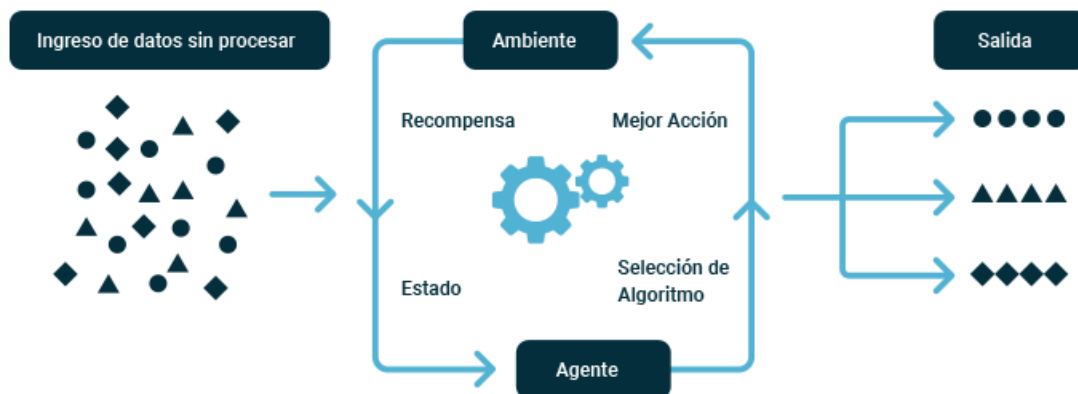 Ingreso de datos sin procesar
Ambiente
Salida
Recompensa
Mejor Acción
Estado
Selección de
Algoritmo
Agente